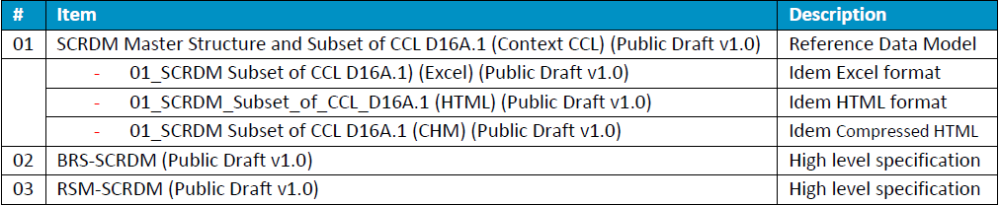 # Item Description
01 SCRDM Master Structure and Subset of CCL D16A.1 (Context CCL) (Public Draft v1.0) Reference Data Model
- 01_SCRDM Subset of CCL D16A.1) (Excel) (Public Draft v1.0) Idem Excel format
- 01_SCRDM_Subset_of_CCL_D16A.1 (HTML) (Public Draft v1.0) Idem HTML format
- 01_SCRDM Subset of CCL D16A.1 (CHM) (Public Draft v1.0) Idem Compressed HTML
02 BRS-SCRDM (Public Draft v1.0) High level specification
03 RSM-SCRDM (Public Draft v1.0) High level specification